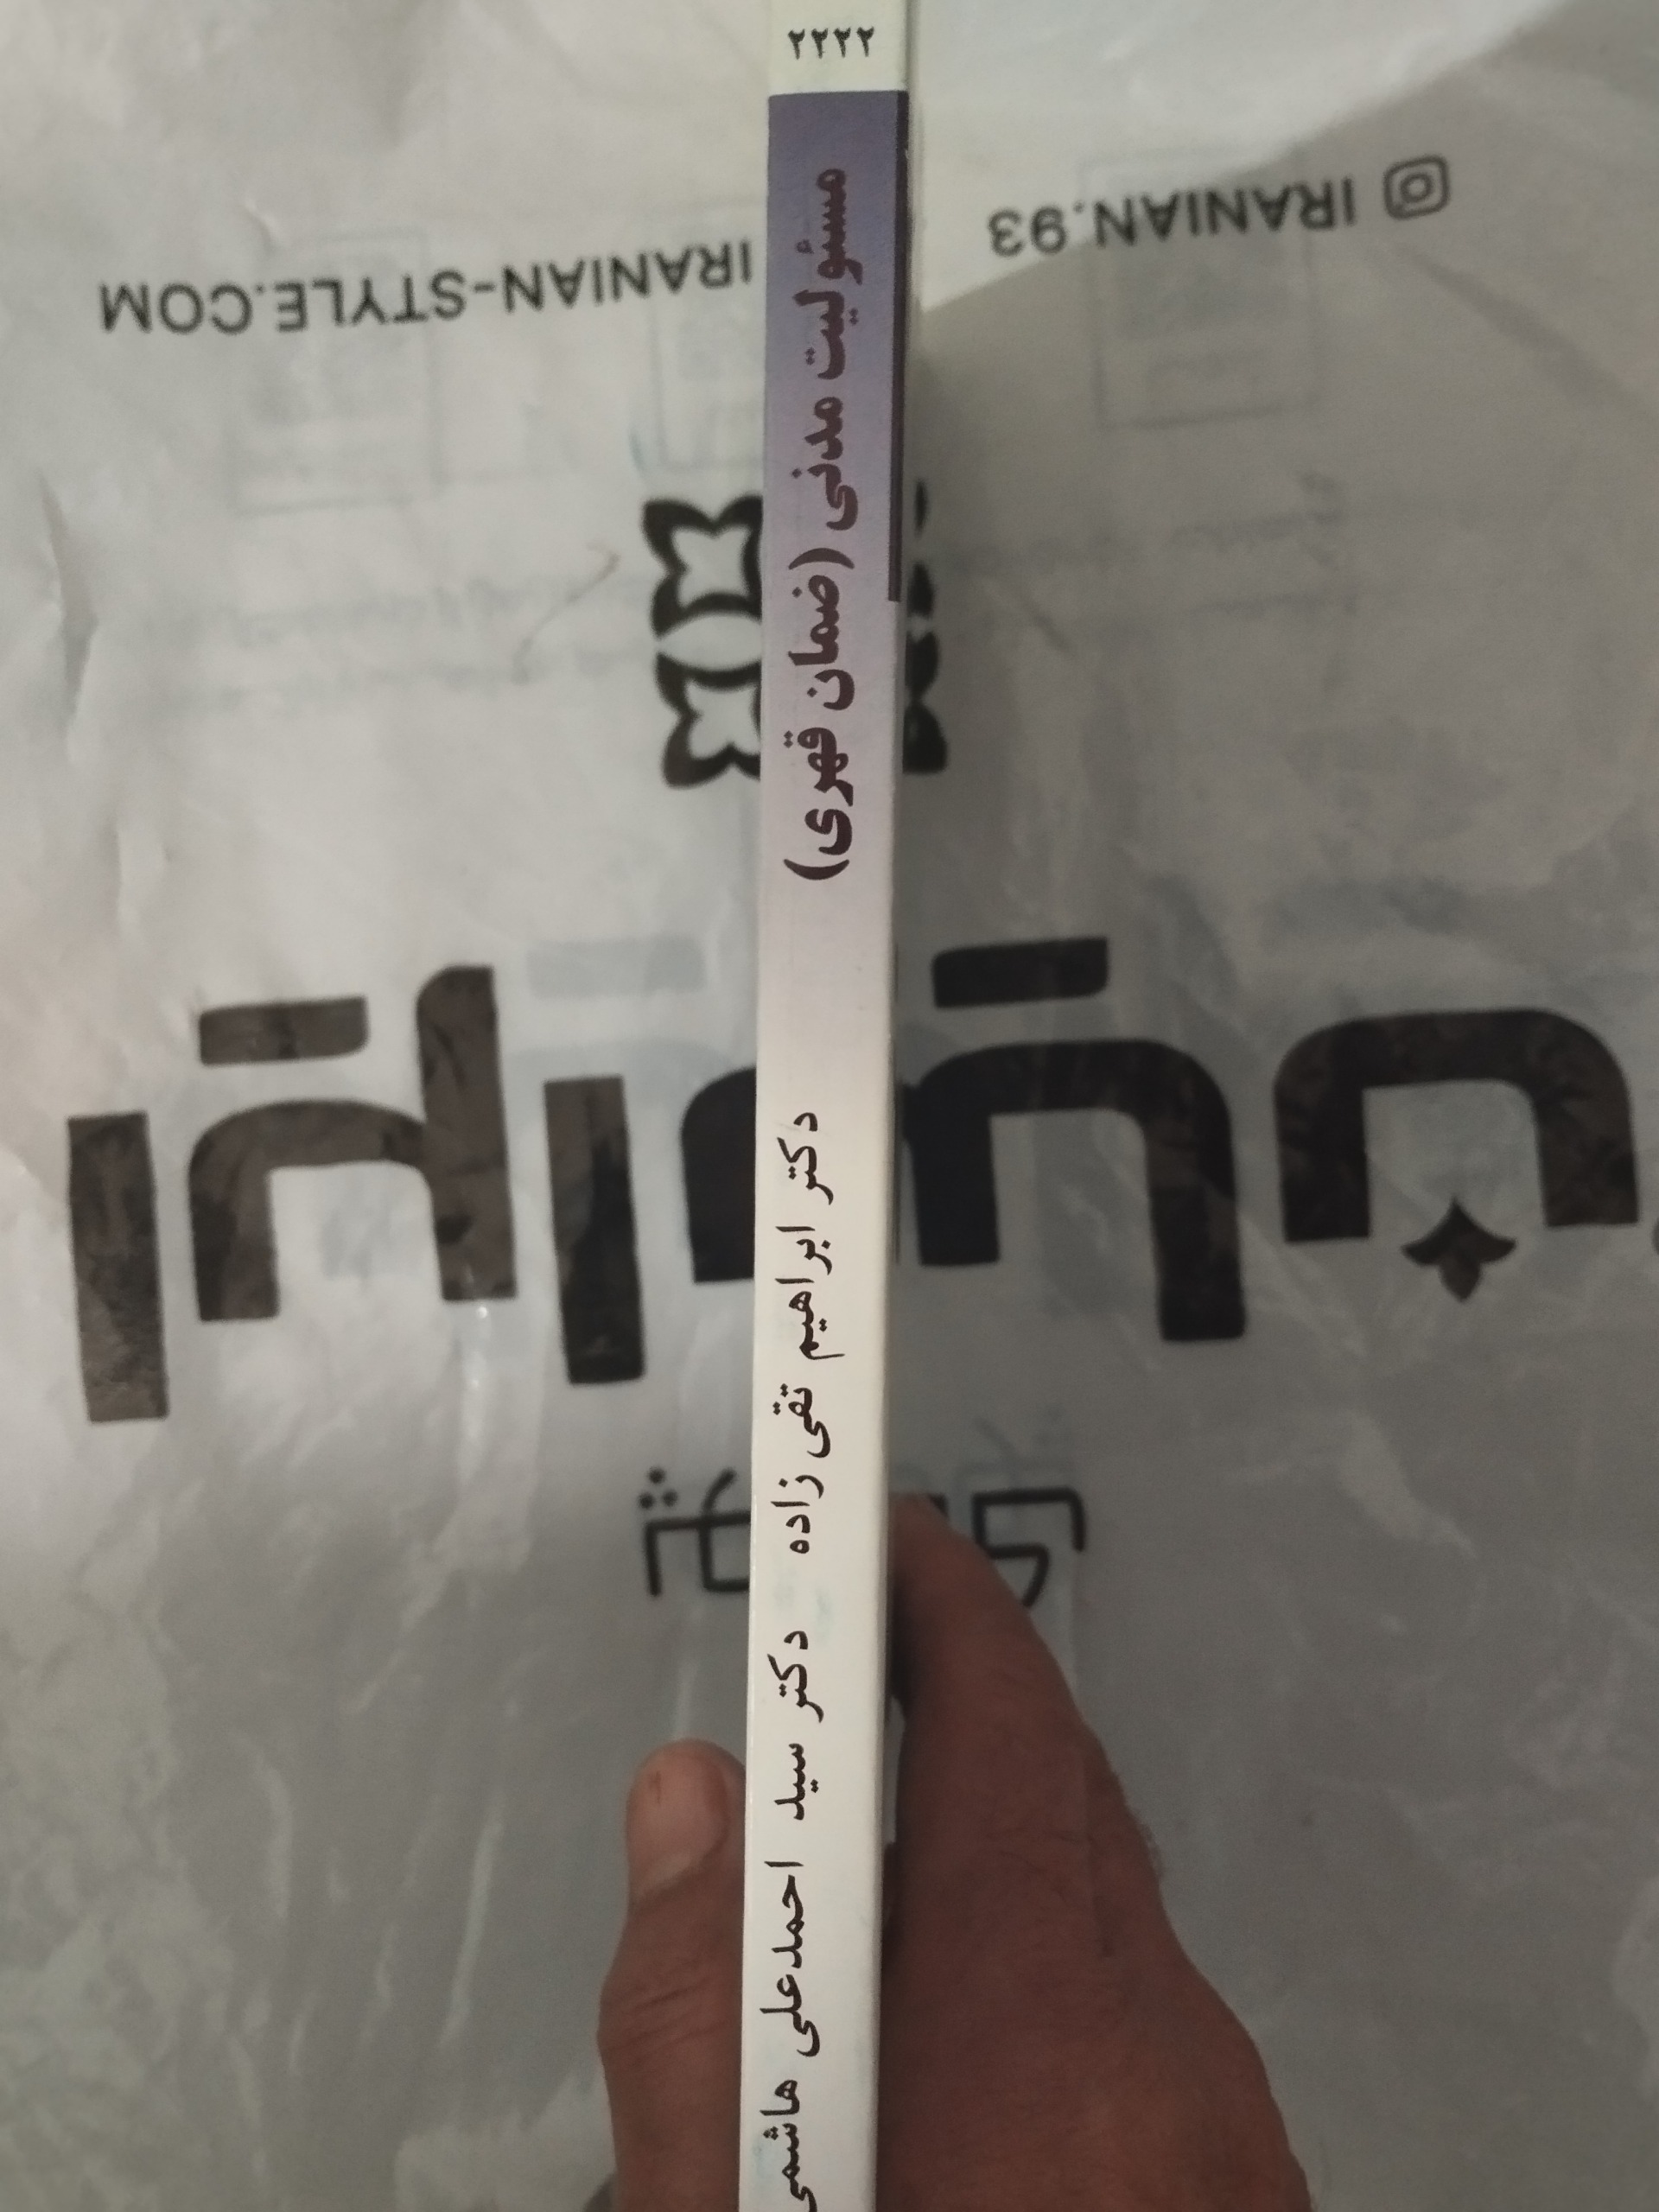 ۲۲۲۲
مسئولیت مدنی (ضمان قهری)
دکتر ابراهیم تقی زاده دکتر سید احمدعلی هاشمی
IRANIAN.93
IRANIAN-STYLE.COM